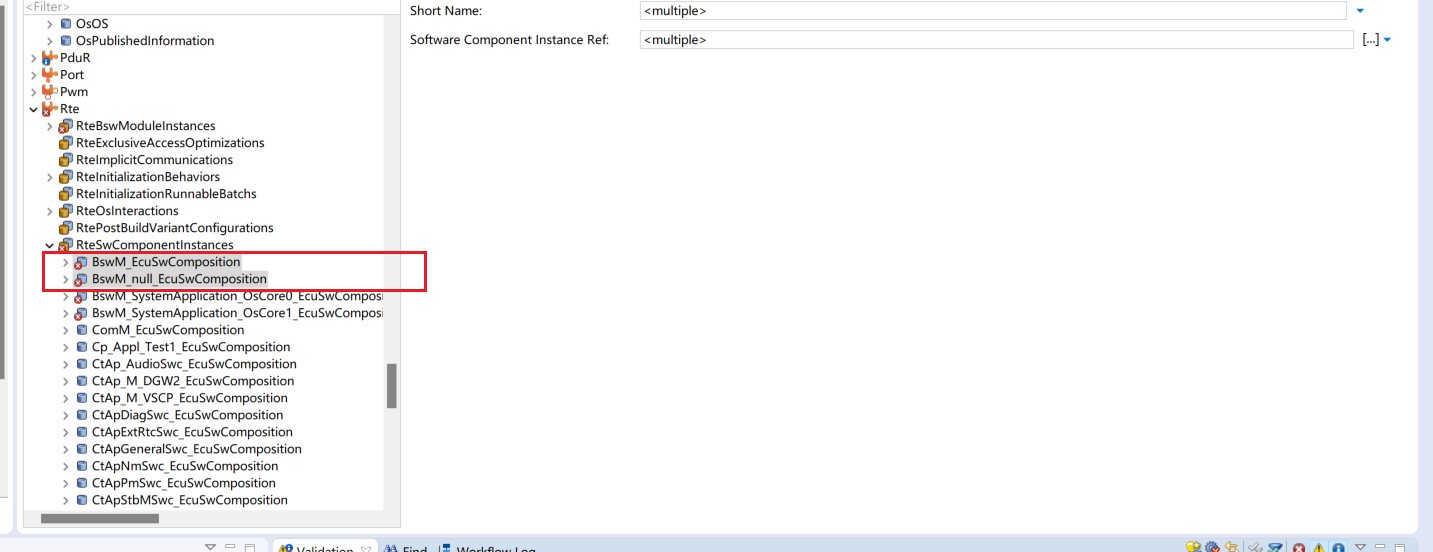 <Filter>
OsOS
OsPublishedInformation
PduR
Port
Pwm
Rte
RteBswModuleInstances
RteExclusiveAccessOptimizations
RteImplicitCommunications
RteInitializationBehaviors
RteInitializationRunnableBatchs
RteOsInteractions
RtePostBuildVariantConfigurations
RteSwComponentInstances
BswM_EcuSwComposition
BswM_null_EcuSwComposition
BswM_SystemApplication_OsCore0_EcuSwComposi
BswM_SystemApplication_OsCore1_EcuSwComposi
ComM_EcuSwComposition
Cp_Appl_Test1_EcuSwComposition
CtAp_AudioSwc_EcuSwComposition
CtAp_M_DGW2_EcuSwComposition
CtAp_M_VSCP_EcuSwComposition
CtApDiagSwc_EcuSwComposition
CtApExtRtcSwc_EcuSwComposition
CtApGeneralSwc_EcuSwComposition
CtApNmSwc_EcuSwComposition
CtApPmSwc_EcuSwComposition
CtApStbMSwc_EcuSwComposition
Short Name: <multiple>
Software Component Instance Ref: <multiple> [...]
Validation Find Workflow Log